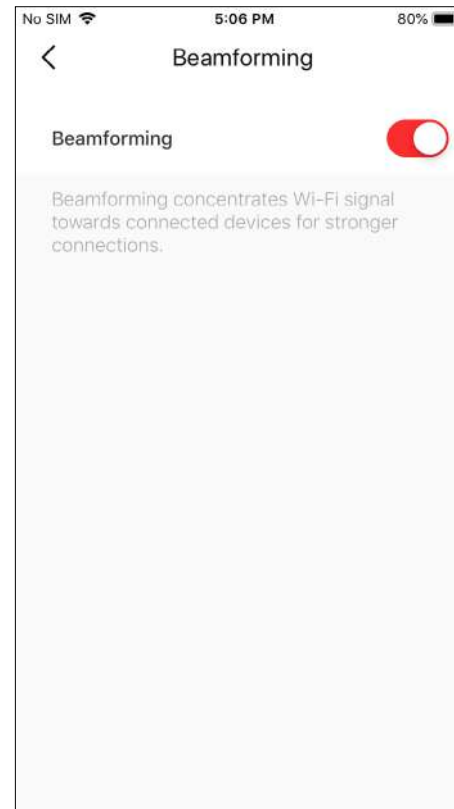 No SIM 5:06 PM 80%
Beamforming
Beamforming
Beamforming concentrates Wi-Fi signal
towards connected devices for stronger
connections.